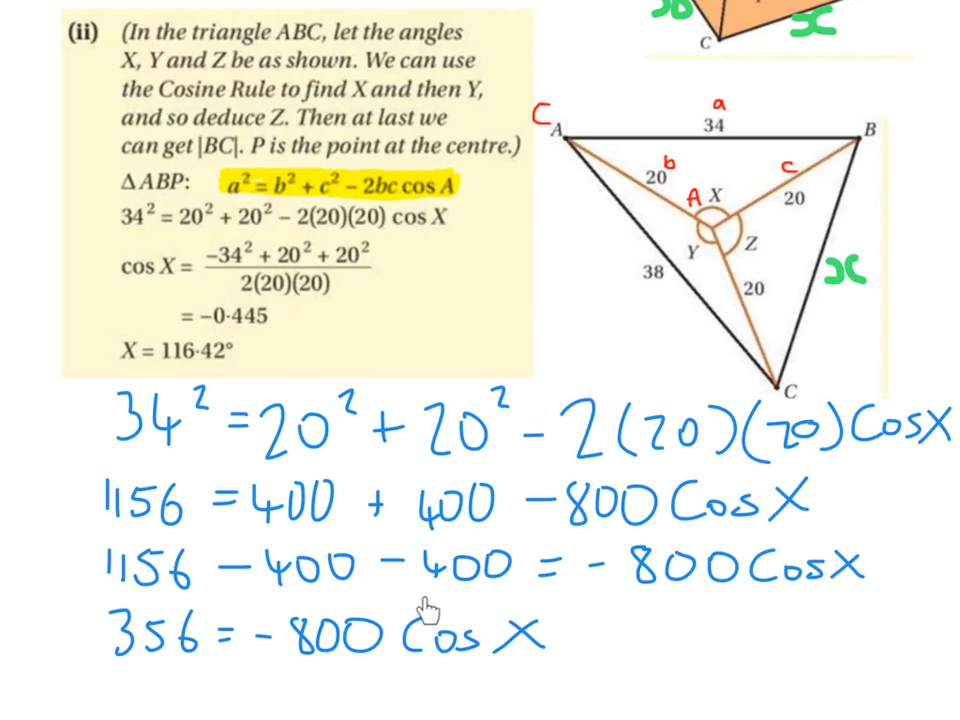 (ii) (In the triangle ABC, let the angles
X, Y and Z be as shown. We can use
the Cosine Rule to find X and then Y,
and so deduce Z. Then at last we
can get |BC|. P is the point at the centre.)
ΔABP: a² = b² + c² − 2bc cos A
34² = 20² + 20² − 2(20)(20) cos X
cos X = −34² + 20² + 20² / 2(20)(20)
= −0·445
X = 116·42°
C
x
a
C
A
34
B
b
c
20
A X
20
Y
Z
38
x
20
C
34² = 20² + 20² - 2(20)(20) Cos X
1156 = 400 + 400 - 800 Cos X
1156 - 400 - 400 = - 800 Cos X
356 = - 800 Cos X